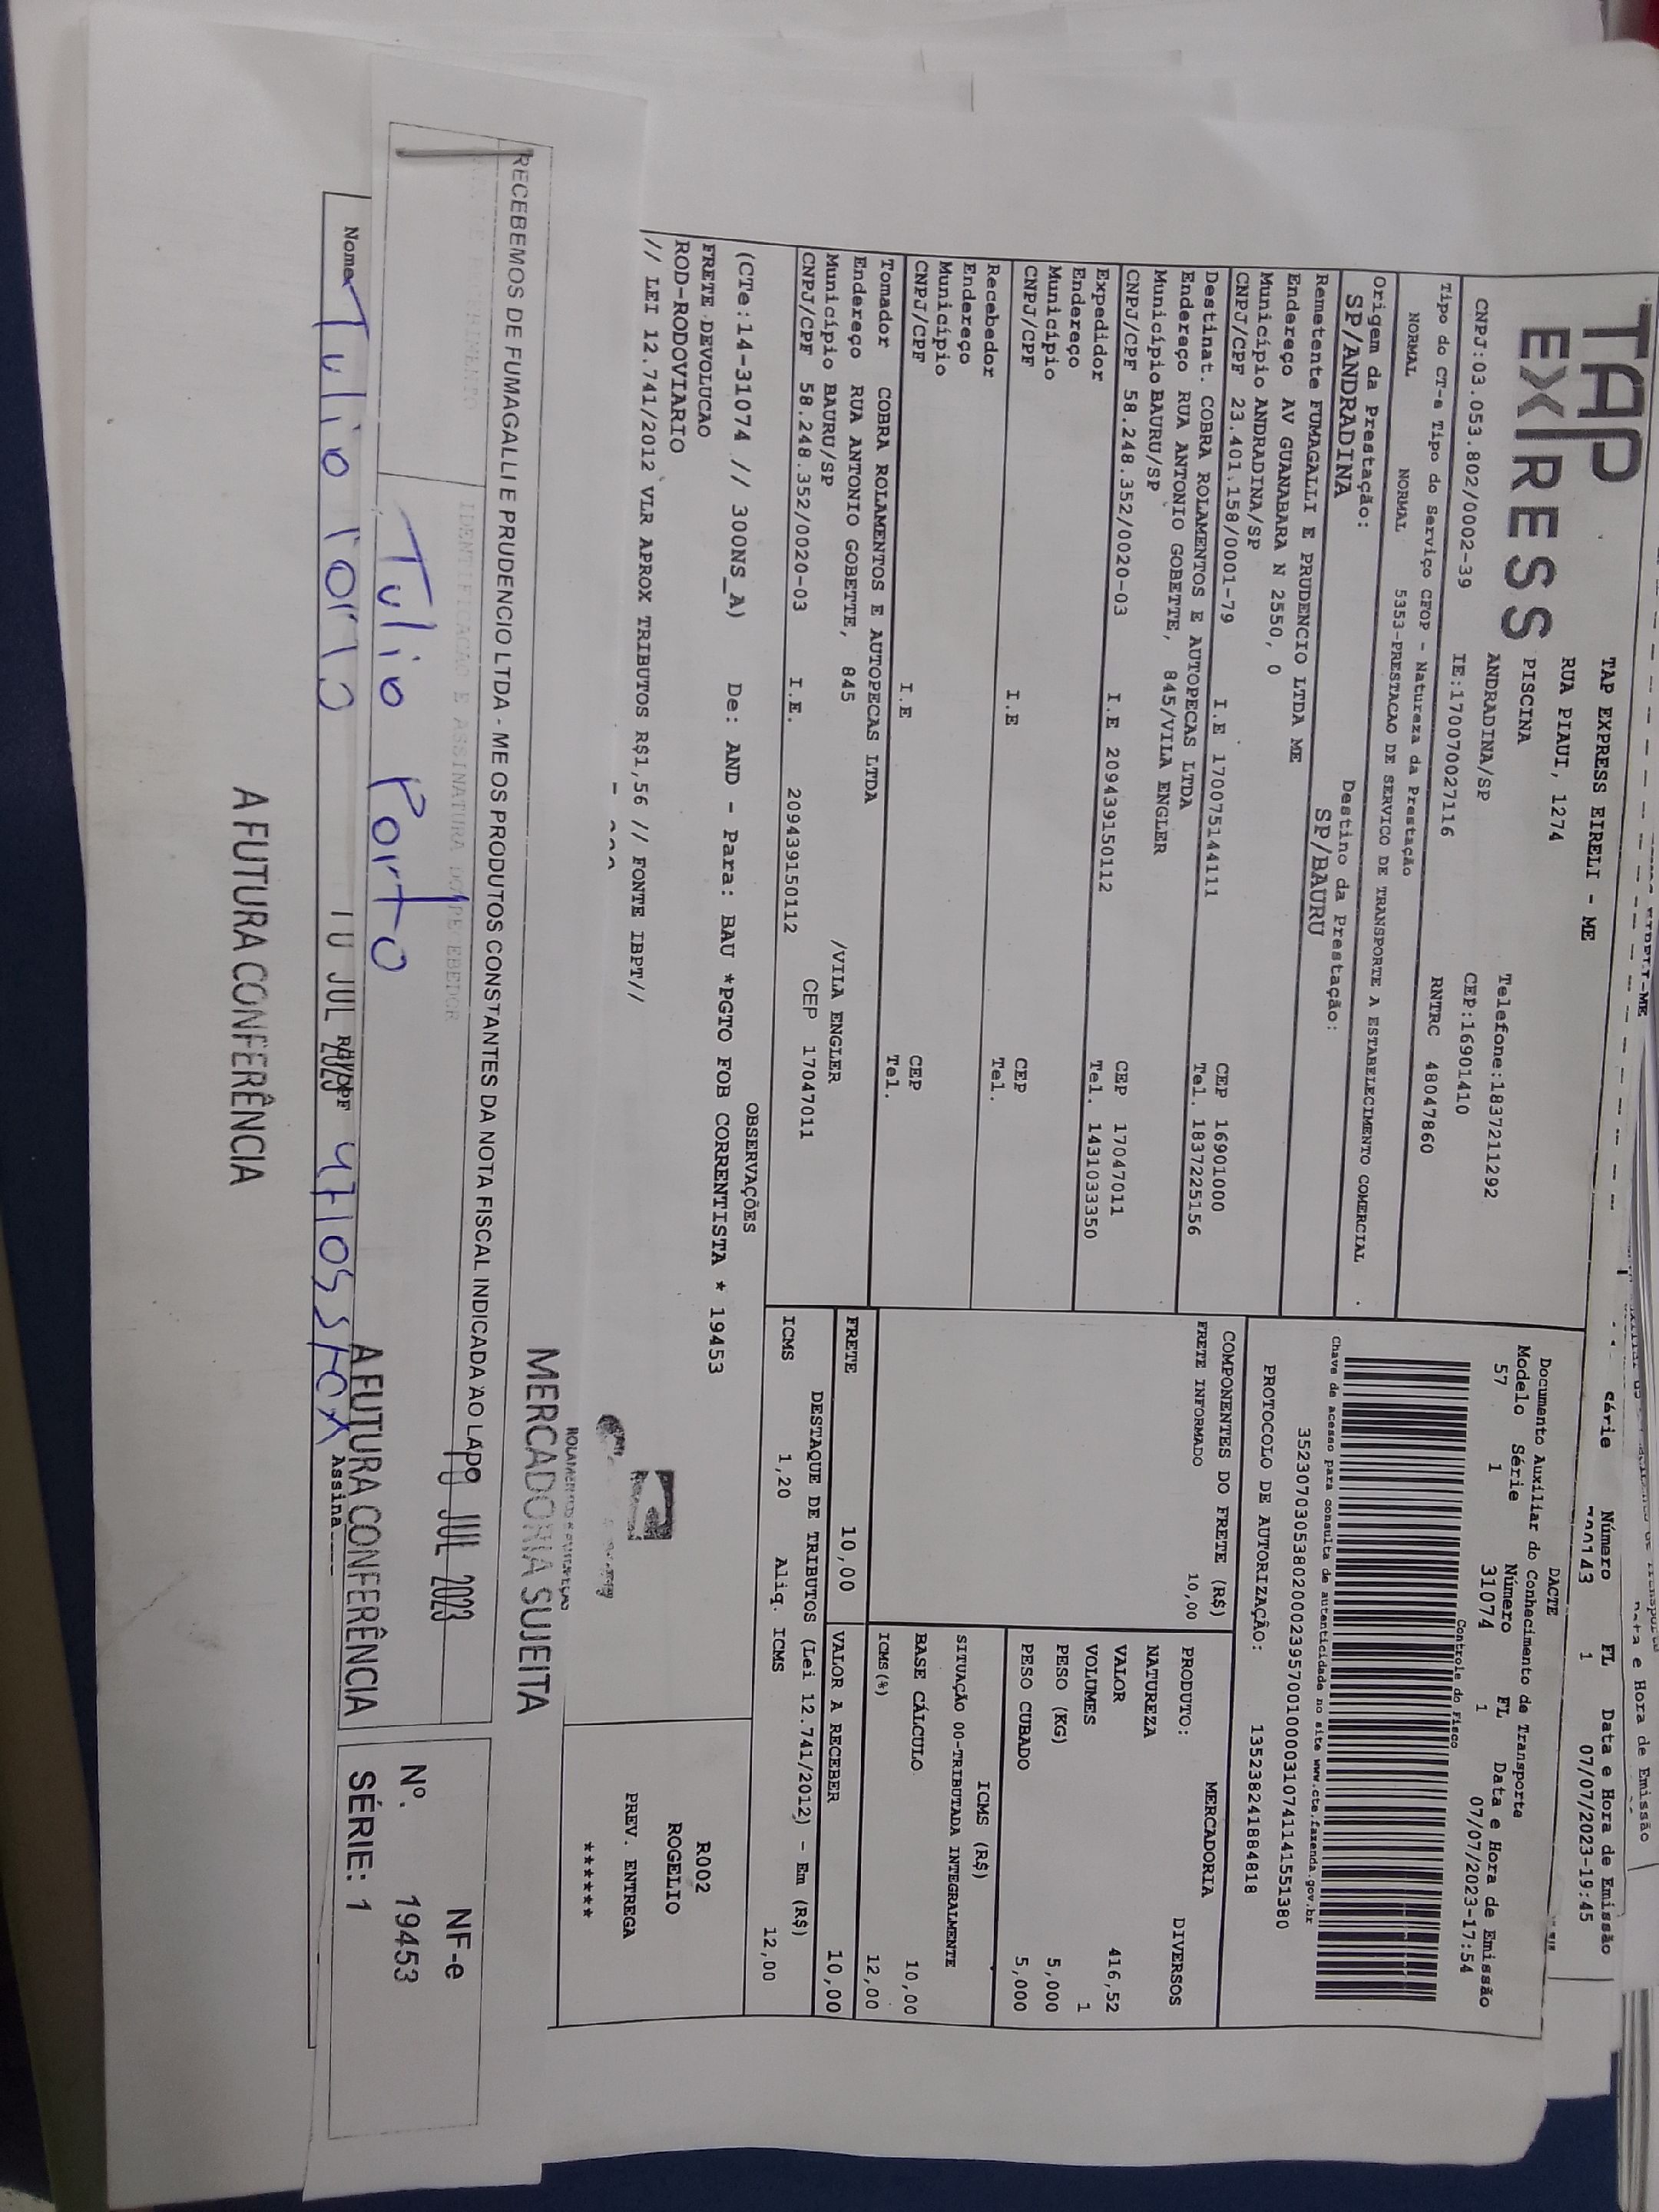 Data e Hora de Emissão
Série Número FL Data e Hora de Emissão
1 07/07/2023-19:45
TAP EXPRESS
TAP EXPRESS EIRELI - ME
RUA PIAUI, 1274
PISCINA
ANDRADINA/SP Telefone:1837211292
CNPJ:03.053.802/0002-39 IE:170070027116 CEP:16901410
RNTRC 48047860
DACTE
Documento Auxiliar do Conhecimento de Transporte
Modelo Série Número FL Data e Hora de Emissão
57 1 31074 1 07/07/2023-17:54
Controle do Fisco
Tipo do CT-e Tipo do Serviço CFOP - Natureza da Prestação
NORMAL NORMAL 5353-PRESTACAO DE SERVICO DE TRANSPORTE A ESTABELECIMENTO COMERCIAL
Origem da Prestação: Destino da Prestação:
SP/ANDRADINA SP/BAURU
Chave de acesso para consulta de autenticidade no site www.cte.fazenda.gov.br
35230703053802000239570010000310741141551380
PROTOCOLO DE AUTORIZAÇÃO: 135238241884818
Remetente FUMAGALLI E PRUDENCIO LTDA ME
Endereço AV GUANABARA N 2550, 0
Município ANDRADINA/SP CEP 16901000
CNPJ/CPF 23.401.158/0001-79 I.E 170075144111 Tel. 1837225156
Destinat. COBRA ROLAMENTOS E AUTOPECAS LTDA
Endereço RUA ANTONIO GOBETTE, 845/VILA ENGLER
Município BAURU/SP CEP 17047011
CNPJ/CPF 58.248.352/0020-03 I.E 209439150112 Tel. 1431033350
Expedidor
Endereço
Município CEP
CNPJ/CPF I.E Tel.
Recebedor
Endereço
Município CEP
CNPJ/CPF I.E Tel.
Tomador COBRA ROLAMENTOS E AUTOPECAS LTDA
Endereço RUA ANTONIO GOBETTE, 845 /VILA ENGLER
Município BAURU/SP CEP 17047011
CNPJ/CPF 58.248.352/0020-03 I.E. 209439150112
COMPONENTES DO FRETE (R$)
FRETE INFORMADO 10,00
MERCADORIA
PRODUTO: DIVERSOS
NATUREZA
VALOR 416,52
VOLUMES 1
PESO (KG) 5,000
PESO CUBADO 5,000
ICMS (R$)
SITUAÇÃO 00-TRIBUTADA INTEGRALMENTE
BASE CÁLCULO 10,00
ICMS(%) 12,00
FRETE 10,00 VALOR A RECEBER 10,00
DESTAQUE DE TRIBUTOS (Lei 12.741/2012) - Em (R$)
ICMS 1,20 Aliq. ICMS 12,00
OBSERVAÇÕES
(CTe:14-31074 // 300NS_A) De: AND - Para: BAU *PGTO FOB CORRENTISTA * 19453
FRETE DEVOLUCAO
ROD-RODOVIARIO
// LEI 12.741/2012 VLR APROX TRIBUTOS R$1,56 // FONTE IBPT//
R002
ROGELIO
PREV. ENTREGA
******
MERCADORIA SUJEITA
RECEBEMOS DE FUMAGALLI E PRUDENCIO LTDA - ME OS PRODUTOS CONSTANTES DA NOTA FISCAL INDICADA AO LADO
10 JUL 2023
IDENTIFICACAO E ASSINATURA DO RECEBEDOR
Tulio Porto
A FUTURA CONFERÊNCIA
NF-e
Nº. 19453
SÉRIE: 1
Nome Tulio Porto
10 JUL 2023
Assina
A FUTURA CONFERÊNCIA